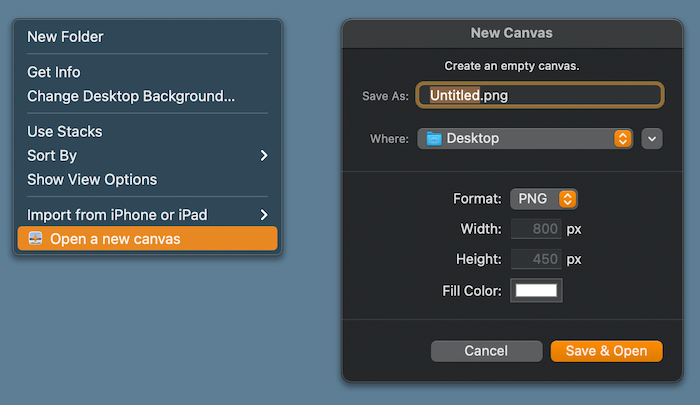 New Folder
Get Info
Change Desktop Background...
Use Stacks
Sort By
Show View Options
Import from iPhone or iPad
Open a new canvas
New Canvas
Create an empty canvas.
Save As: Untitled.png
Where: Desktop
Format: PNG
Width: 800 px
Height: 450 px
Fill Color:
Cancel Save & Open